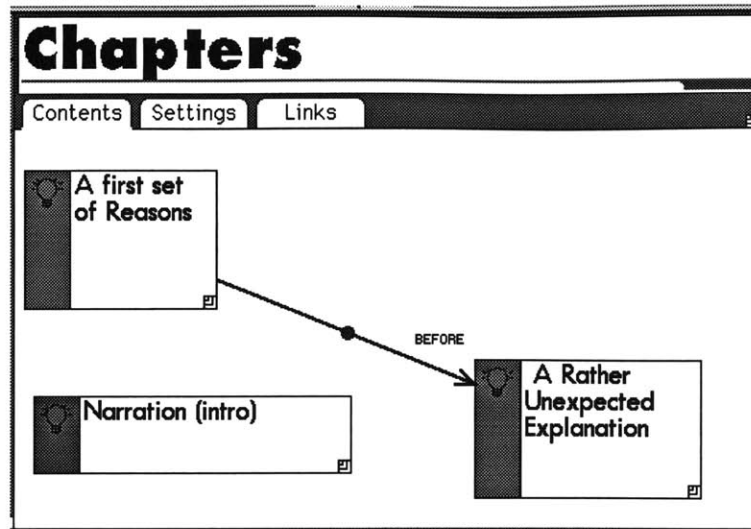 Chapters
Contents Settings Links
A first set
of Reasons
BEFORE
A Rather
Unexpected
Explanation
Narration (intro)